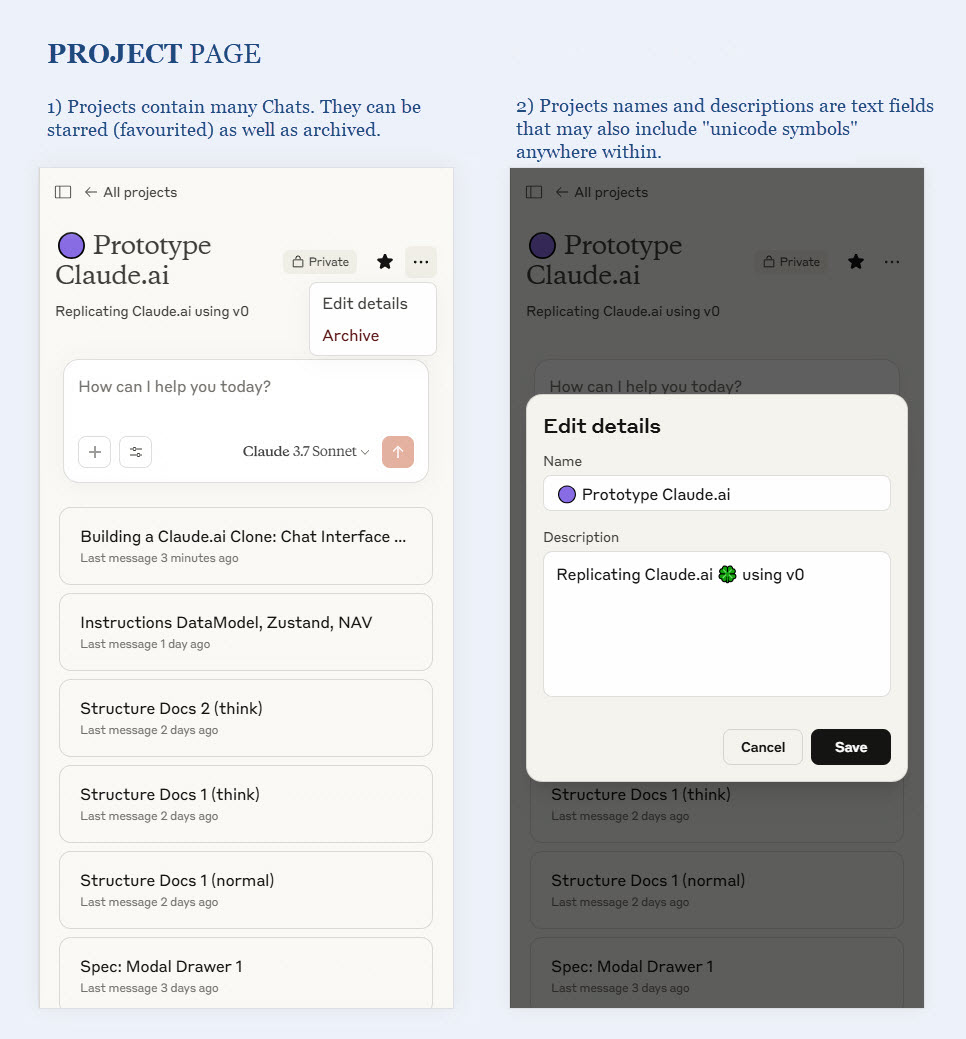 PROJECT PAGE
1) Projects contain many Chats. They can be
starred (favourited) as well as archived.
← All projects
🟣 Prototype
Claude.ai
Private
Replicating Claude.ai using v0
Edit details
Archive
How can I help you today?
Claude 3.7 Sonnet
Building a Claude.ai Clone: Chat Interface ...
Last message 3 minutes ago
Instructions DataModel, Zustand, NAV
Last message 1 day ago
Structure Docs 2 (think)
Last message 2 days ago
Structure Docs 1 (think)
Last message 2 days ago
Structure Docs 1 (normal)
Last message 2 days ago
Spec: Modal Drawer 1
Last message 3 days ago
2) Projects names and descriptions are text fields
that may also include "unicode symbols"
anywhere within.
← All projects
🟣 Prototype
Claude.ai
Private
Replicating Claude.ai using v0
How can I help you today?
Edit details
Name
🟣 Prototype Claude.ai
Description
Replicating Claude.ai 🍀 using v0
Cancel
Save
Structure Docs 1 (think)
Last message 2 days ago
Structure Docs 1 (normal)
Last message 2 days ago
Spec: Modal Drawer 1
Last message 3 days ago